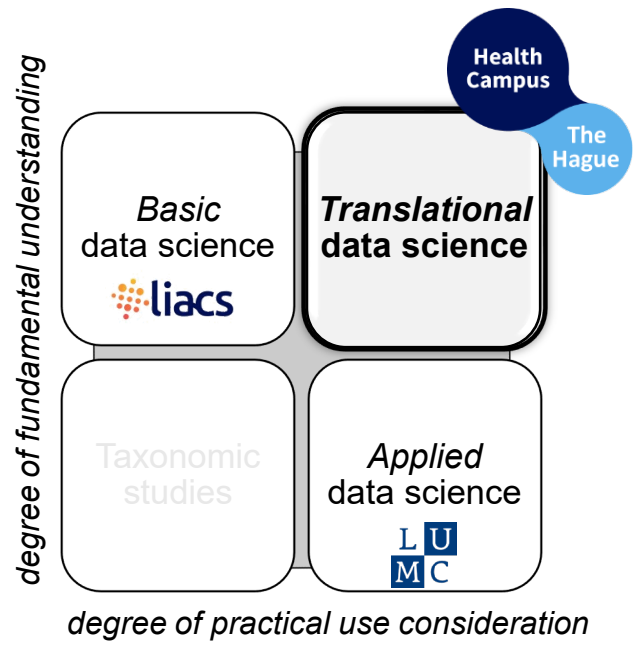 Health
Campus
The
Hague
degree of fundamental understanding
Basic
data science
liacs
Translational
data science
Taxonomic
studies
Applied
data science
L U
M C
degree of practical use consideration